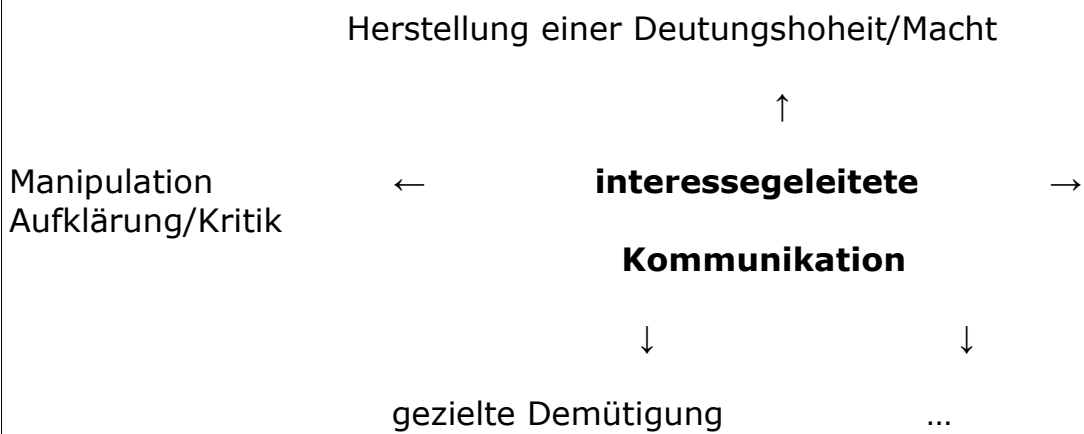 Herstellung einer Deutungshoheit/Macht
↑
Manipulation ← interessegeleitete →
Aufklärung/Kritik
Kommunikation
↓ ↓
gezielte Demütigung …